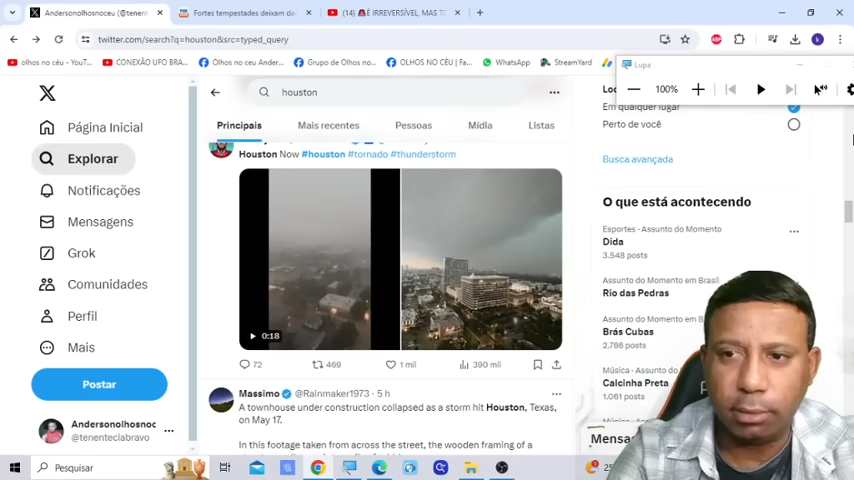 Andersonolhosnoceu (@tenent
Fortes tempestades deixam da
(14) 🚨É IRREVERSÍVEL, MAS TO
twitter.com/search?q=houston&src=typed_query
olhos no céu - YouT...
CONEXÃO UFO BRA...
Olhos no céu Ander...
Grupo de Olhos no...
OLHOS NO CÉU | Fa...
WhatsApp
StreamYard
Lupa
100%
houston
Principais
Mais recentes
Pessoas
Mídia
Listas
Em qualquer lugar
Perto de você
Busca avançada
Página Inicial
Explorar
Notificações
Mensagens
Grok
Comunidades
Perfil
Mais
Postar
Andersonolhosnoc
@tenenteclabravo
Houston Now #houston #tornado #thunderstorm
0:18
72
469
1 mil
390 mil
Massimo @Rainmaker1973 · 5 h
A townhouse under construction collapsed as a storm hit Houston, Texas,
on May 17.
In this footage taken from across the street, the wooden framing of a
O que está acontecendo
Esportes · Assunto do Momento
Dida
3.548 posts
Assunto do Momento em Brasil
Rio das Pedras
Assunto do Momento
Brás Cubas
2.786 posts
Música · Assunto do
Calcinha Preta
1.061 posts
Pesquisar